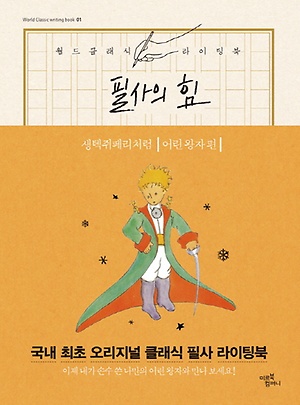 World Classic writing book 01
월드클래식 라이팅북
필사의 힘
생텍쥐페리처럼 | 어린 왕자 편 |
국내 최초 오리지널 클래식 필사 라이팅북
이제 내가 손수 쓴 나만의 어린 왕자와 만나 보세요!
미르북
컴퍼니